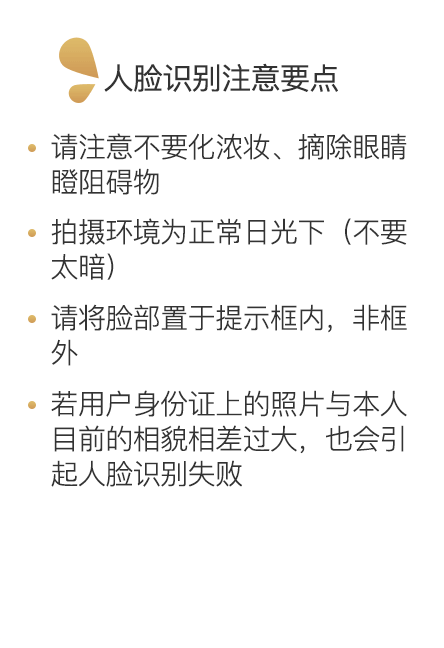 人脸识别注意要点
请注意不要化浓妆、摘除眼睛
瞪阻碍物
拍摄环境为正常日光下（不要
太暗）
请将脸部置于提示框内，非框
外
若用户身份证上的照片与本人
目前的相貌相差过大，也会引
起人脸识别失败